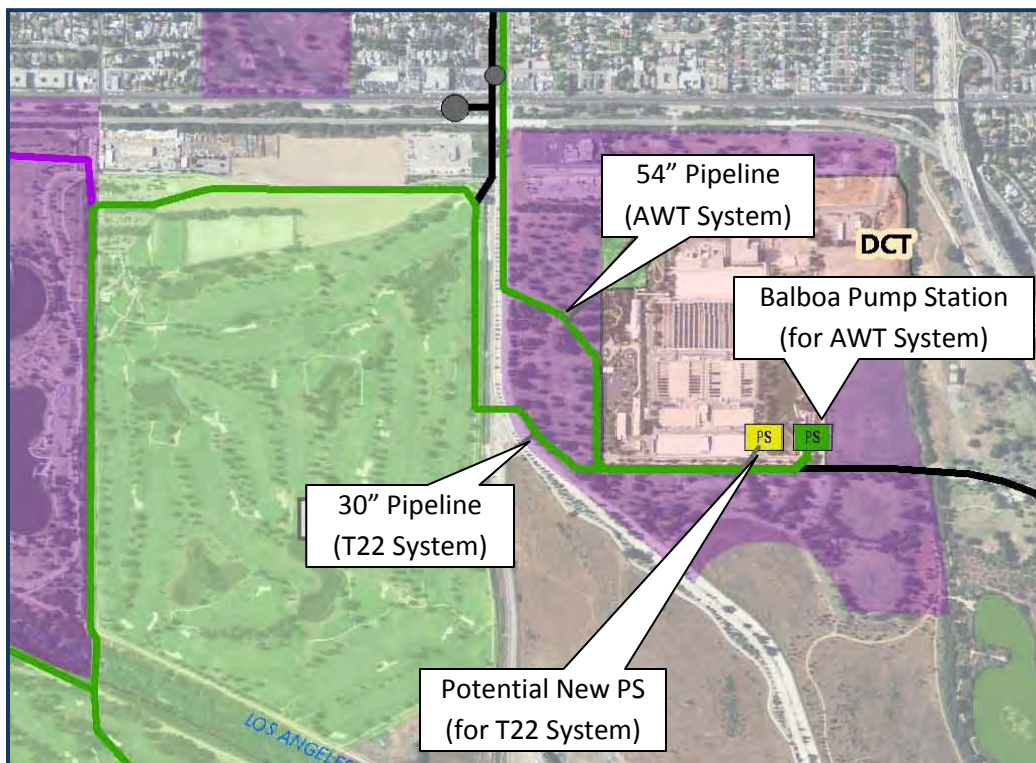 54” Pipeline
(AWT System)
DCT
Balboa Pump Station
(for AWT System)
PS
PS
30” Pipeline
(T22 System)
Potential New PS
(for T22 System)
LOS ANGELES